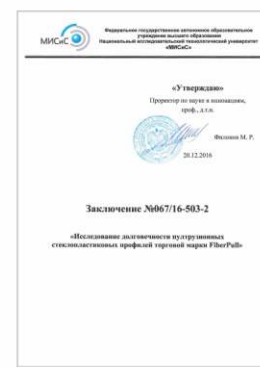 МИСиС
Федеральное государственное автономное образовательное
учреждение высшего образования
Национальный исследовательский технологический университет
«МИСиС»
«Утверждаю»
Проректор по науке и инновациям,
проф., д.т.н.
Филонов М. Р.
20.12.2016
Заключение №067/16-503-2
«Исследование долговечности пултрузионных
стеклопластиковых профилей торговой марки FiberPull»